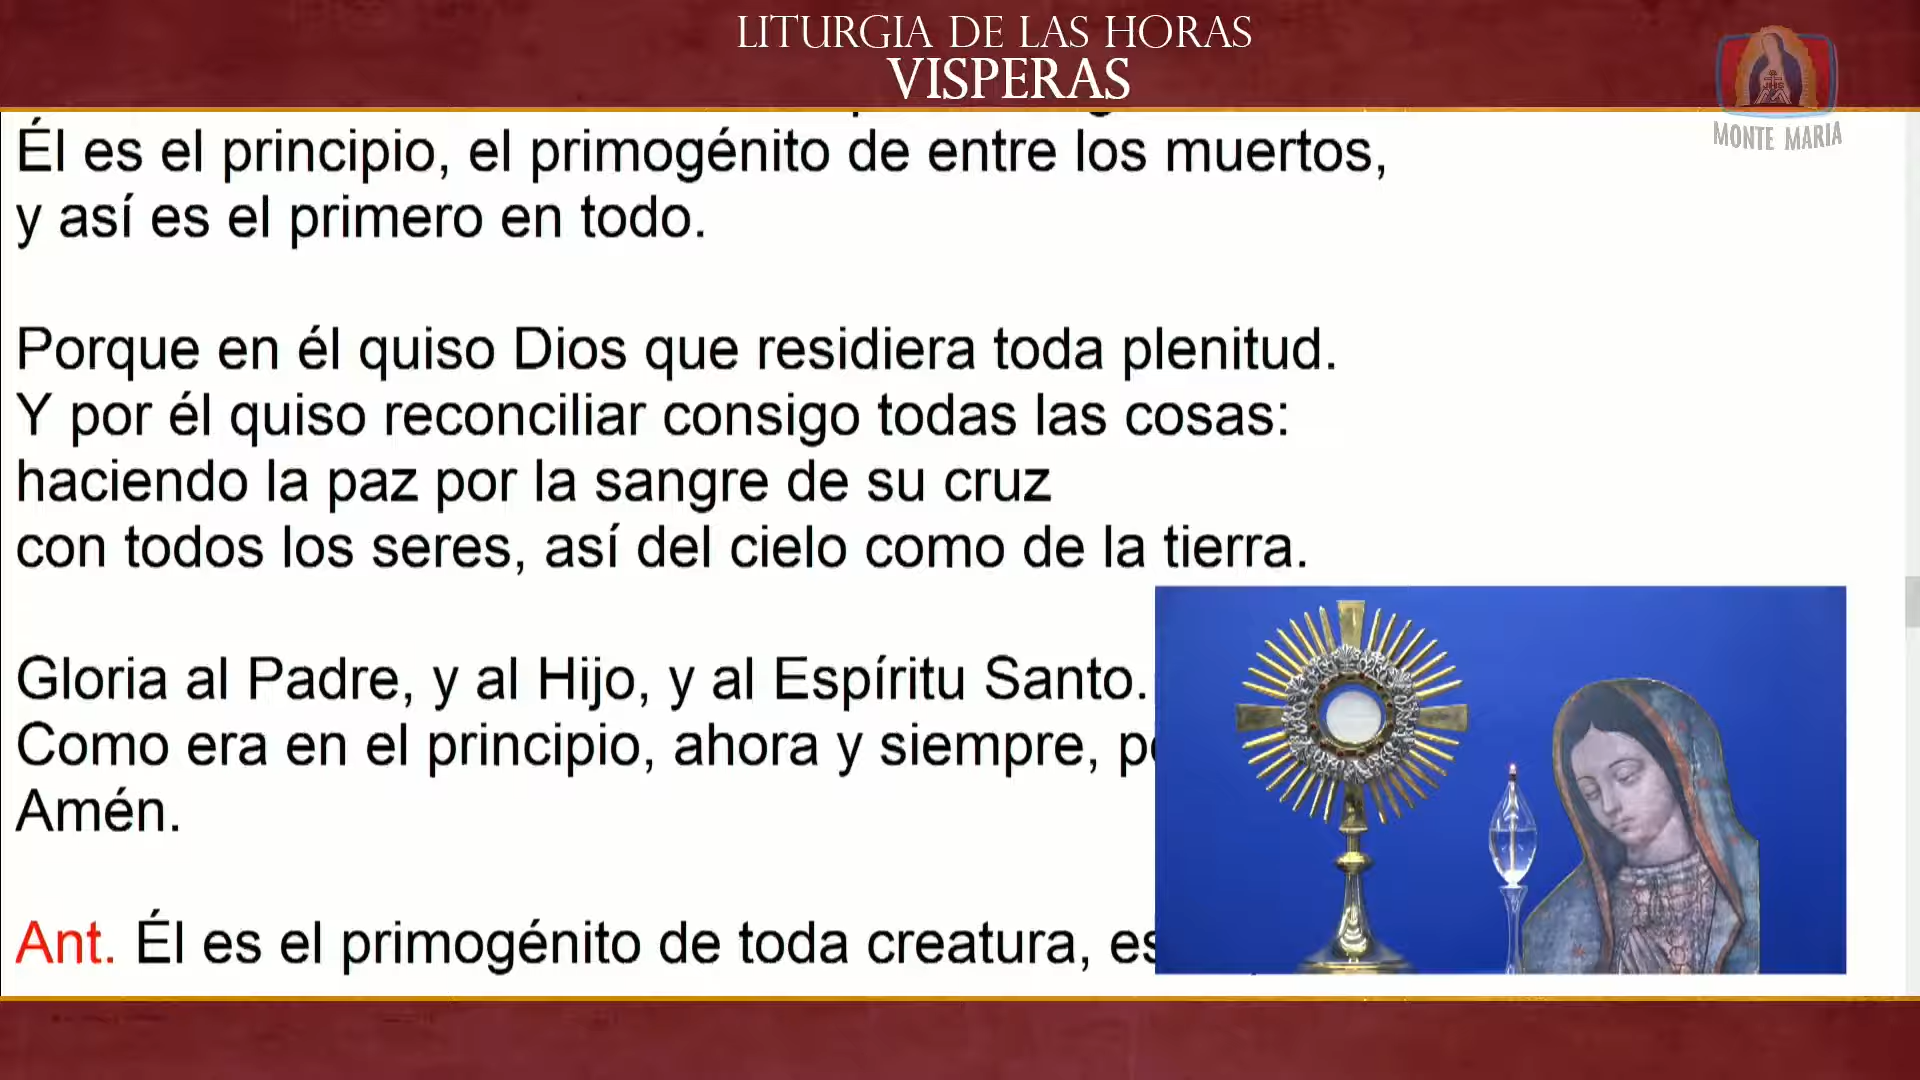 LITURGIA DE LAS HORAS
VISPERAS
MONTE MARIA
Él es el principio, el primogénito de entre los muertos,
y así es el primero en todo.
Porque en él quiso Dios que residiera toda plenitud.
Y por él quiso reconciliar consigo todas las cosas:
haciendo la paz por la sangre de su cruz
con todos los seres, así del cielo como de la tierra.
Gloria al Padre, y al Hijo, y al Espíritu Santo.
Como era en el principio, ahora y siempre,
Amén.
Ant. Él es el primogénito de toda creatura,